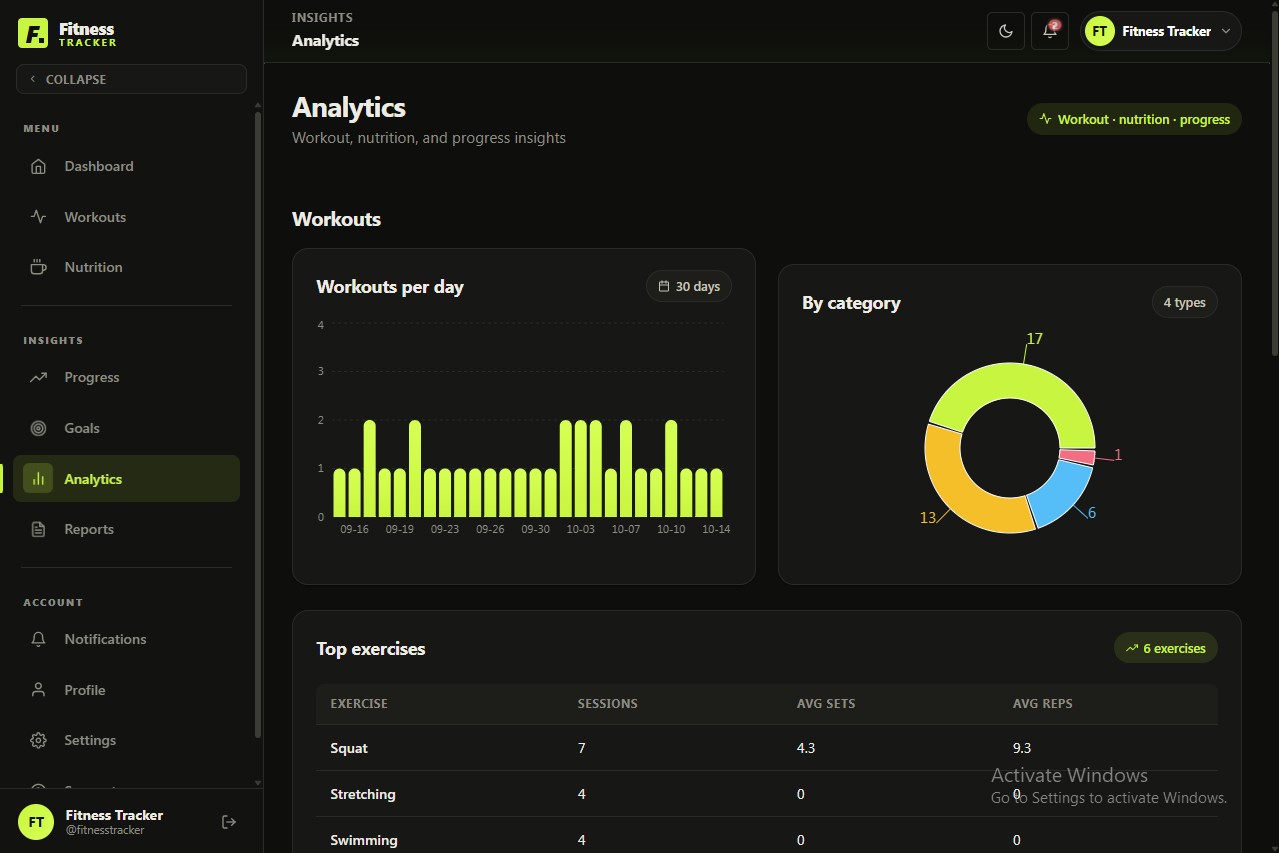 Fitness
TRACKER
COLLAPSE
MENU
Dashboard
Workouts
Nutrition
INSIGHTS
Progress
Goals
Analytics
Reports
ACCOUNT
Notifications
Profile
Settings
FT
Fitness Tracker
@fitnesstracker
INSIGHTS
Analytics
2
FT Fitness Tracker
Analytics
Workout, nutrition, and progress insights
Workout · nutrition · progress
Workouts
Workouts per day
30 days
4
3
2
1
0
09-16 09-19 09-23 09-26 09-30 10-03 10-07 10-10 10-14
By category
4 types
17
1
6
13
Top exercises
6 exercises
EXERCISE SESSIONS AVG SETS AVG REPS
Squat 7 4.3 9.3
Stretching 4 0 0
Swimming 4 0 0
Activate Windows
Go to Settings to activate Windows.